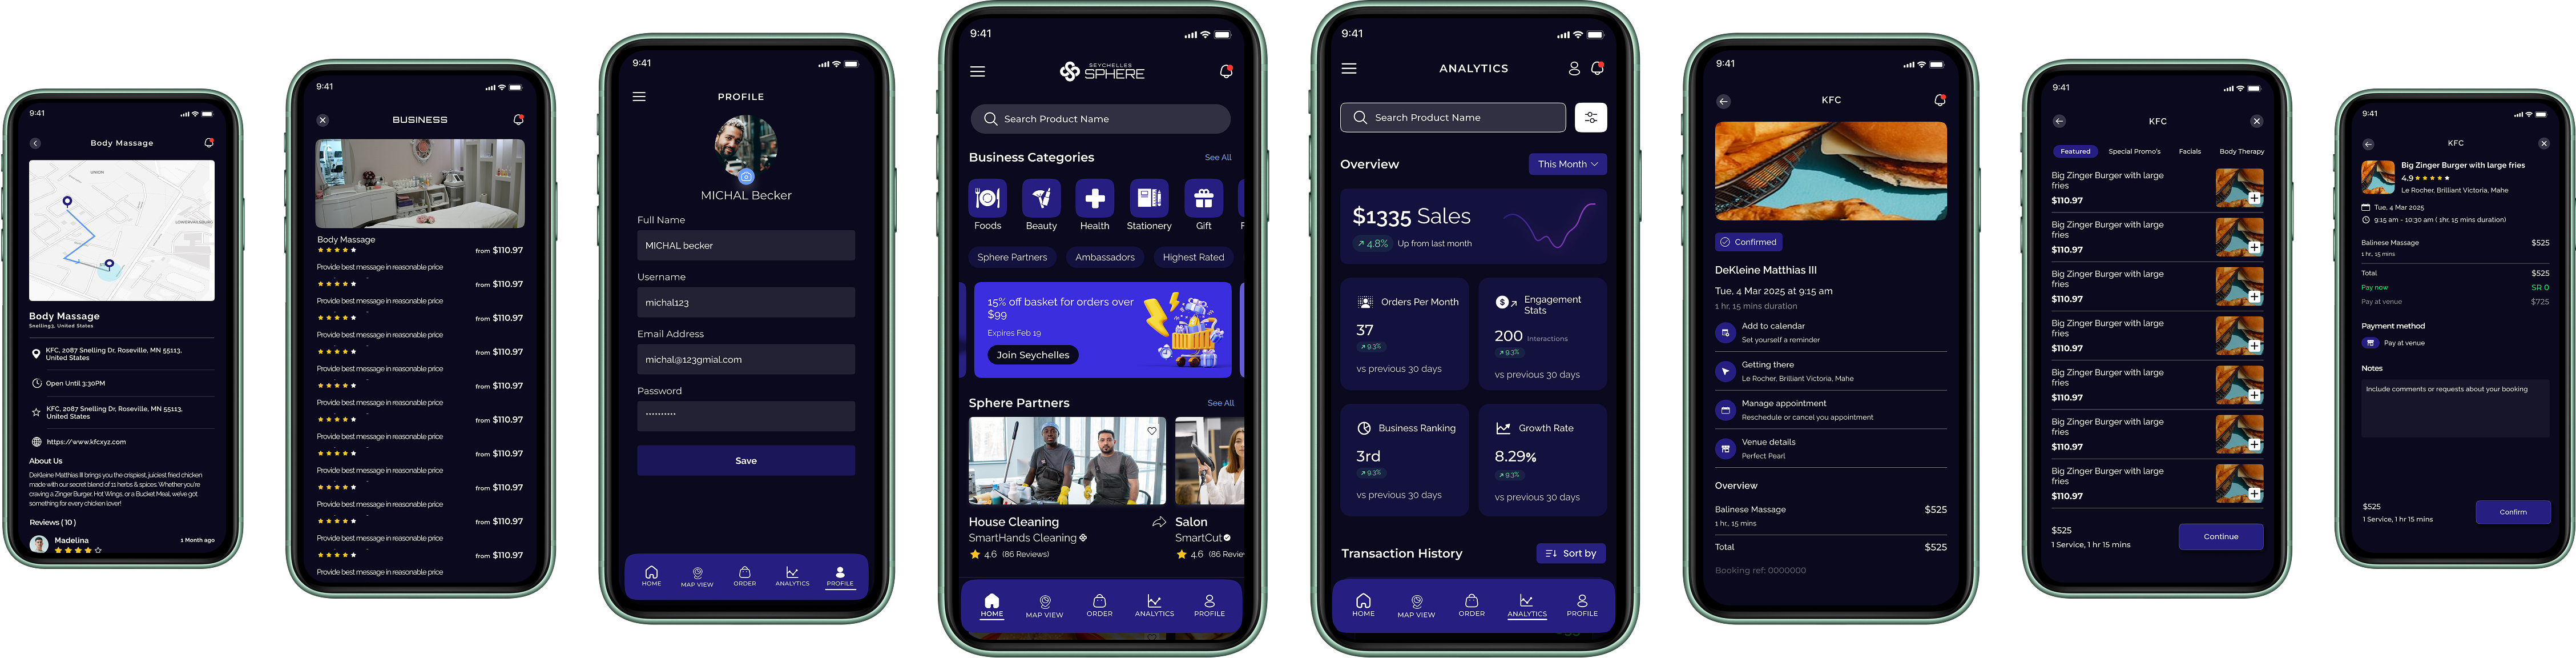 9:41
Body Massage
UNION
Body Massage
Snelling3, United States
KFC, 2087 Snelling Dr, Roseville, MN 55113,
United States
Open Until 3:30PM
KFC, 2087 Snelling Dr, Roseville, MN 55113,
United States
https://www.kfcxyz.com
About Us
DeKleine Matthias III brings you the crispiest, juiciest fried chicken
made with our secret blend of 11 herbs & spices. Whether you're
craving a Zinger Burger, Hot Wings, or a Bucket Meal, we've got
something for every chicken lover!
Reviews ( 10 )
Madelina
1 Month ago
9:41
BUSINESS
Body Massage
from $110.97
Provide best message in reasonable price
from $110.97
Provide best message in reasonable price
from $110.97
Provide best message in reasonable price
from $110.97
Provide best message in reasonable price
from $110.97
Provide best message in reasonable price
from $110.97
Provide best message in reasonable price
from $110.97
Provide best message in reasonable price
from $110.97
Provide best message in reasonable price
from $110.97
Provide best message in reasonable price
from $110.97
Provide best message in reasonable price
9:41
PROFILE
MICHAL Becker
Full Name
MICHAL becker
Username
michal123
Email Address
michal@123gmial.com
Password
**********
Save
HOME
MAP VIEW
ORDER
ANALYTICS
PROFILE
9:41
SEYCHELLES
SPHERE
Search Product Name
Business Categories
See All
Foods
Beauty
Health
Stationery
Gift
F
Sphere Partners
Ambassadors
Highest Rated
15% off basket for orders over
$99
Expires Feb 19
Join Seychelles
Sphere Partners
See All
House Cleaning
SmartHands Cleaning
4.6 (86 Reviews)
Salon
SmartCut
4.6 (86 Review
HOME
MAP VIEW
ORDER
ANALYTICS
PROFILE
9:41
ANALYTICS
Search Product Name
Overview
This Month
$1335 Sales
4.8%
Up from last month
Orders Per Month
37
9.3%
vs previous 30 days
Engagement
Stats
200 Interactions
9.3%
vs previous 30 days
Business Ranking
3rd
9.3%
vs previous 30 days
Growth Rate
8.29%
9.3%
vs previous 30 days
Transaction History
Sort by
HOME
MAP VIEW
ORDER
ANALYTICS
PROFILE
9:41
KFC
Confirmed
DeKleine Matthias III
Tue, 4 Mar 2025 at 9:15 am
1 hr, 15 mins duration
Add to calendar
Set yourself a reminder
Getting there
Le Rocher, Brilliant Victoria, Mahe
Manage appointment
Reschedule or cancel you appointment
Venue details
Perfect Pearl
Overview
Balinese Massage
$525
1 hr, 15 mins
Total
$525
Booking ref: 0000000
9:41
KFC
Featured
Special Promo's
Facials
Body Therapy
Big Zinger Burger with large
fries
$110.97
Big Zinger Burger with large
fries
$110.97
Big Zinger Burger with large
fries
$110.97
Big Zinger Burger with large
fries
$110.97
Big Zinger Burger with large
fries
$110.97
Big Zinger Burger with large
fries
$110.97
Big Zinger Burger with large
fries
$110.97
$525
1 Service, 1 hr 15 mins
Continue
9:41
KFC
Big Zinger Burger with large fries
4.9
Le Rocher, Brilliant Victoria, Mahe
Tue, 4 Mar 2025
9:15 am - 10:30 am ( 1hr, 15 mins duration)
Balinese Massage
$525
1 hr, 15 mins
Total
$525
Pay now
SR 0
Pay at venue
$725
Payment method
Pay at venue
Notes
Include comments or requests about your booking
$525
1 Service, 1 hr 15 mins
Confirm